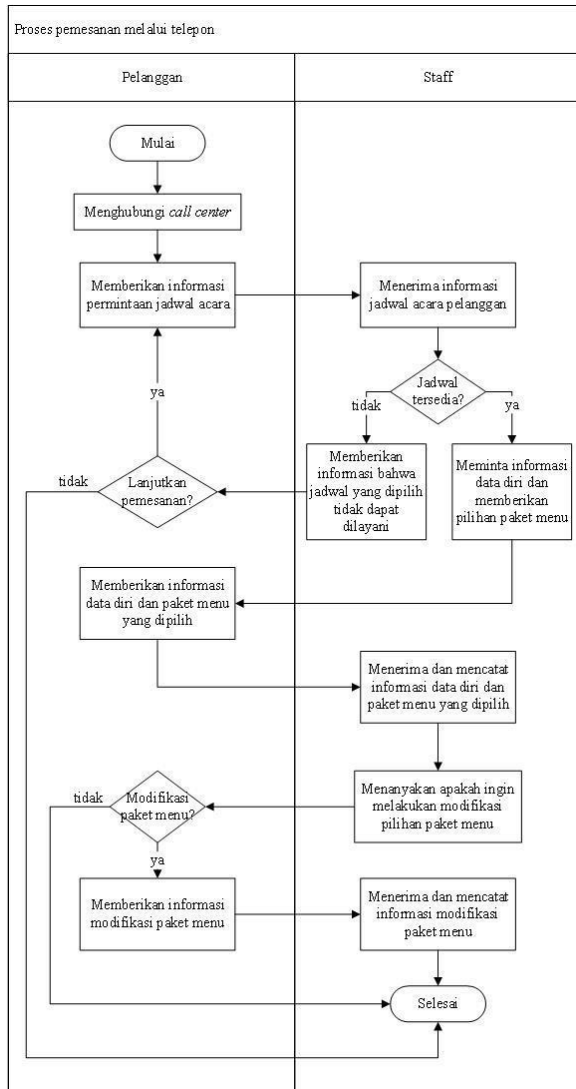 Proses pemesanan melalui telepon
Pelanggan
Staff
Mulai
Menghubungi call center
Memberikan informasi
permintaan jadwal acara
Menerima informasi
jadwal acara pelanggan
Jadwal
tersedia?
tidak
ya
ya
Memberikan
informasi bahwa
jadwal yang dipilih
tidak dapat
dilayani
Meminta informasi
data diri dan
memberikan
pilihan paket menu
tidak
Lanjutkan
pemesanan?
Memberikan informasi
data diri dan paket menu
yang dipilih
Menerima dan mencatat
informasi data diri dan
paket menu yang dipilih
Menanyakan apakah ingin
melakukan modifikasi
pilihan paket menu
tidak
Modifikasi
paket menu?
ya
Memberikan informasi
modifikasi paket menu
Menerima dan mencatat
informasi modifikasi
paket menu
Selesai